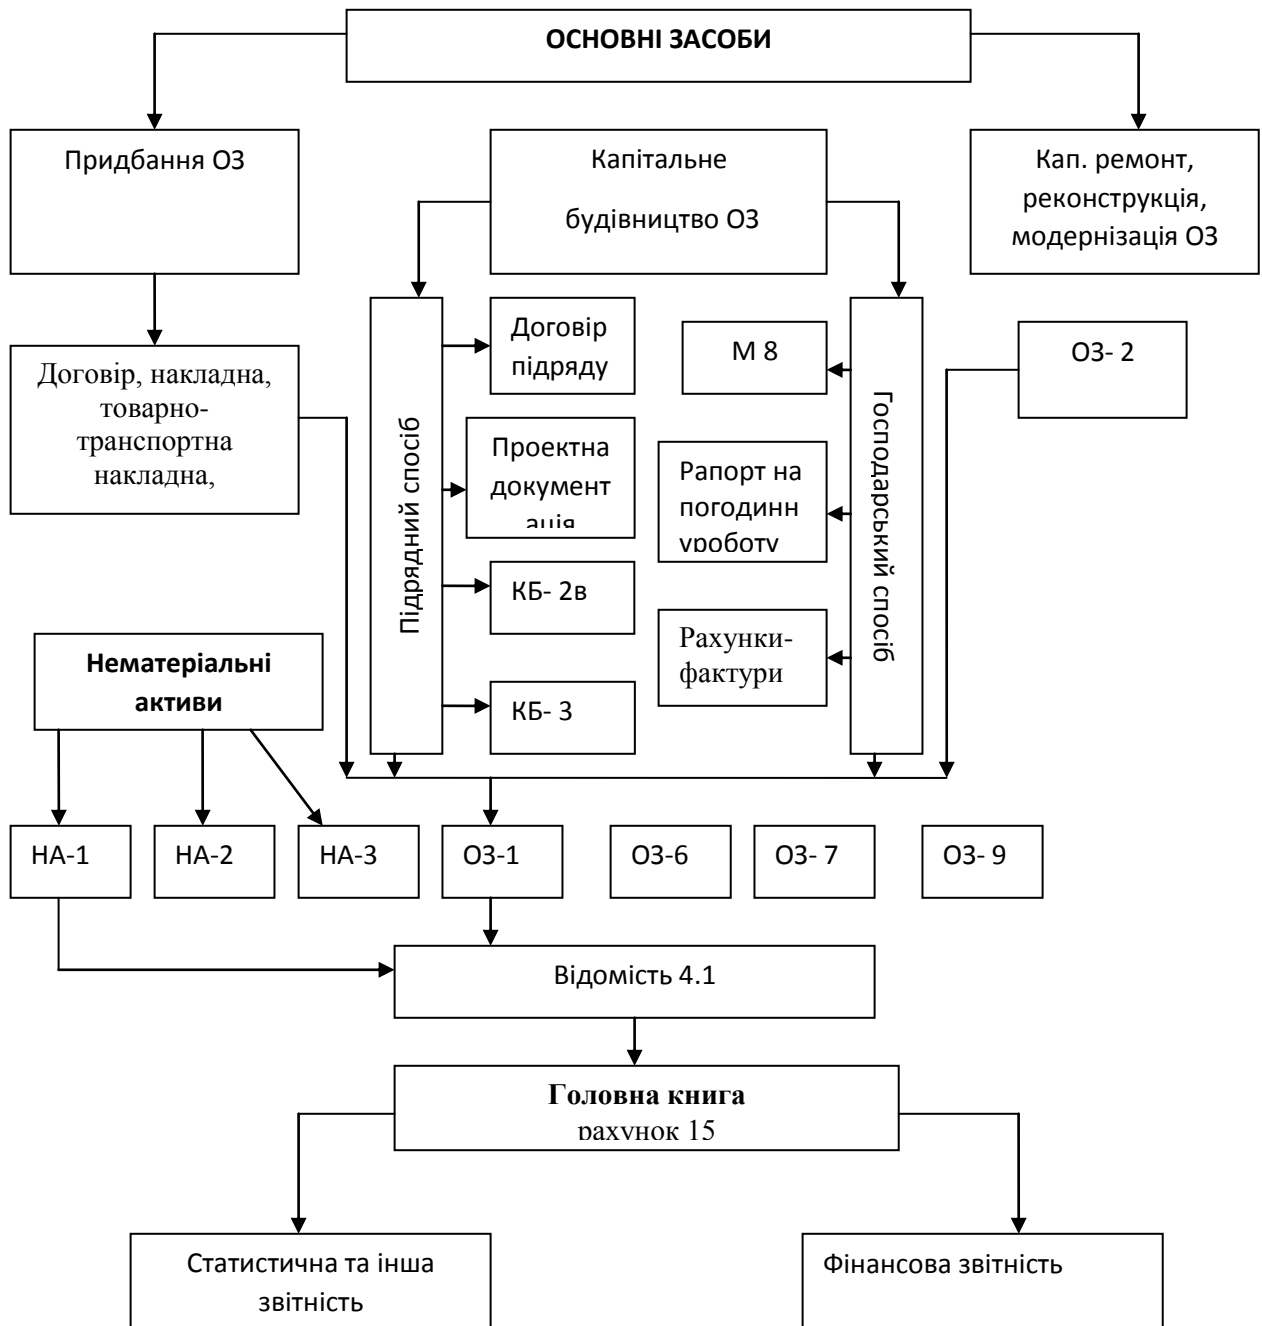 ОСНОВНІ ЗАСОБИ
Придбання ОЗ
Капітальне
будівництво ОЗ
Кап. ремонт,
реконструкція,
модернізація ОЗ
Договір, накладна,
товарно-
транспортна
накладна,
Підрядний спосіб
Договір
підряду
Проектна
документ
ація
КБ- 2в
КБ- 3
М 8
Рапорт на
погодинн
уроботу
Рахунки-
фактури
Господарський спосіб
ОЗ- 2
Нематеріальні
активи
НА-1
НА-2
НА-3
ОЗ-1
ОЗ-6
ОЗ- 7
ОЗ- 9
Відомість 4.1
Головна книга
рахунок 15
Статистична та інша
звітність
Фінансова звітність